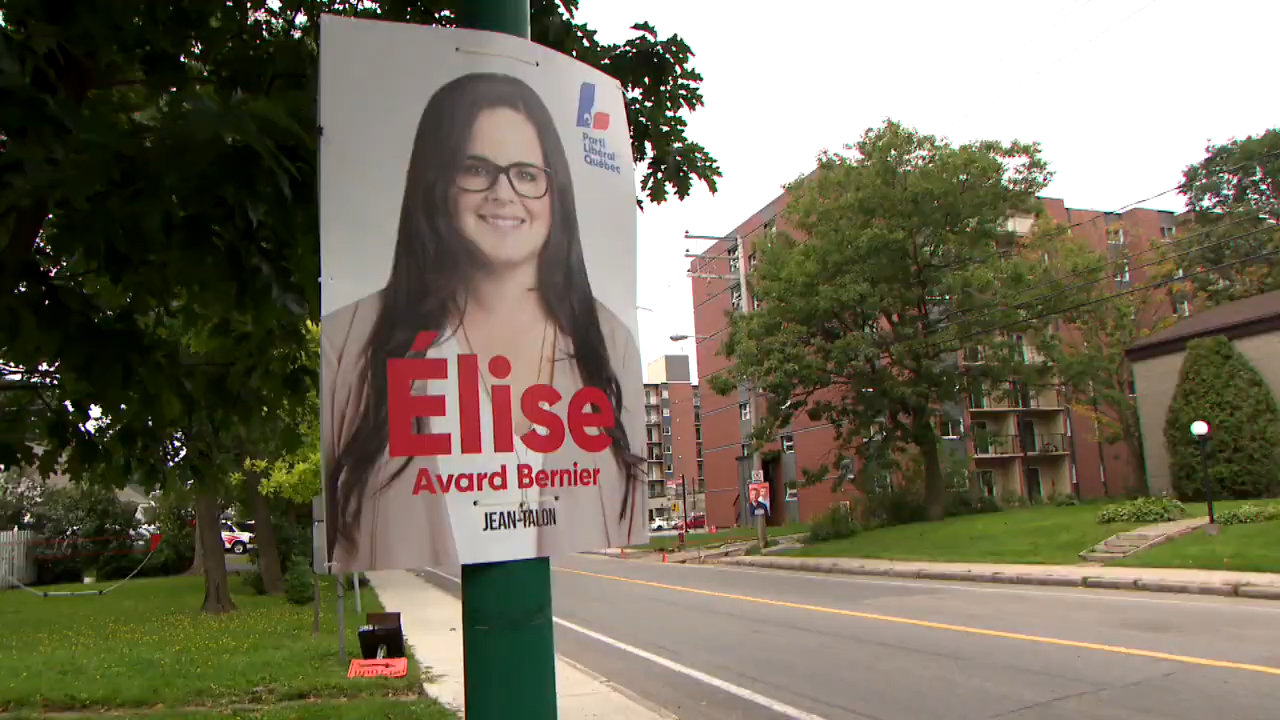 Parti
Libéral
Québec
Élise
Avard Bernier
JEAN-TALON